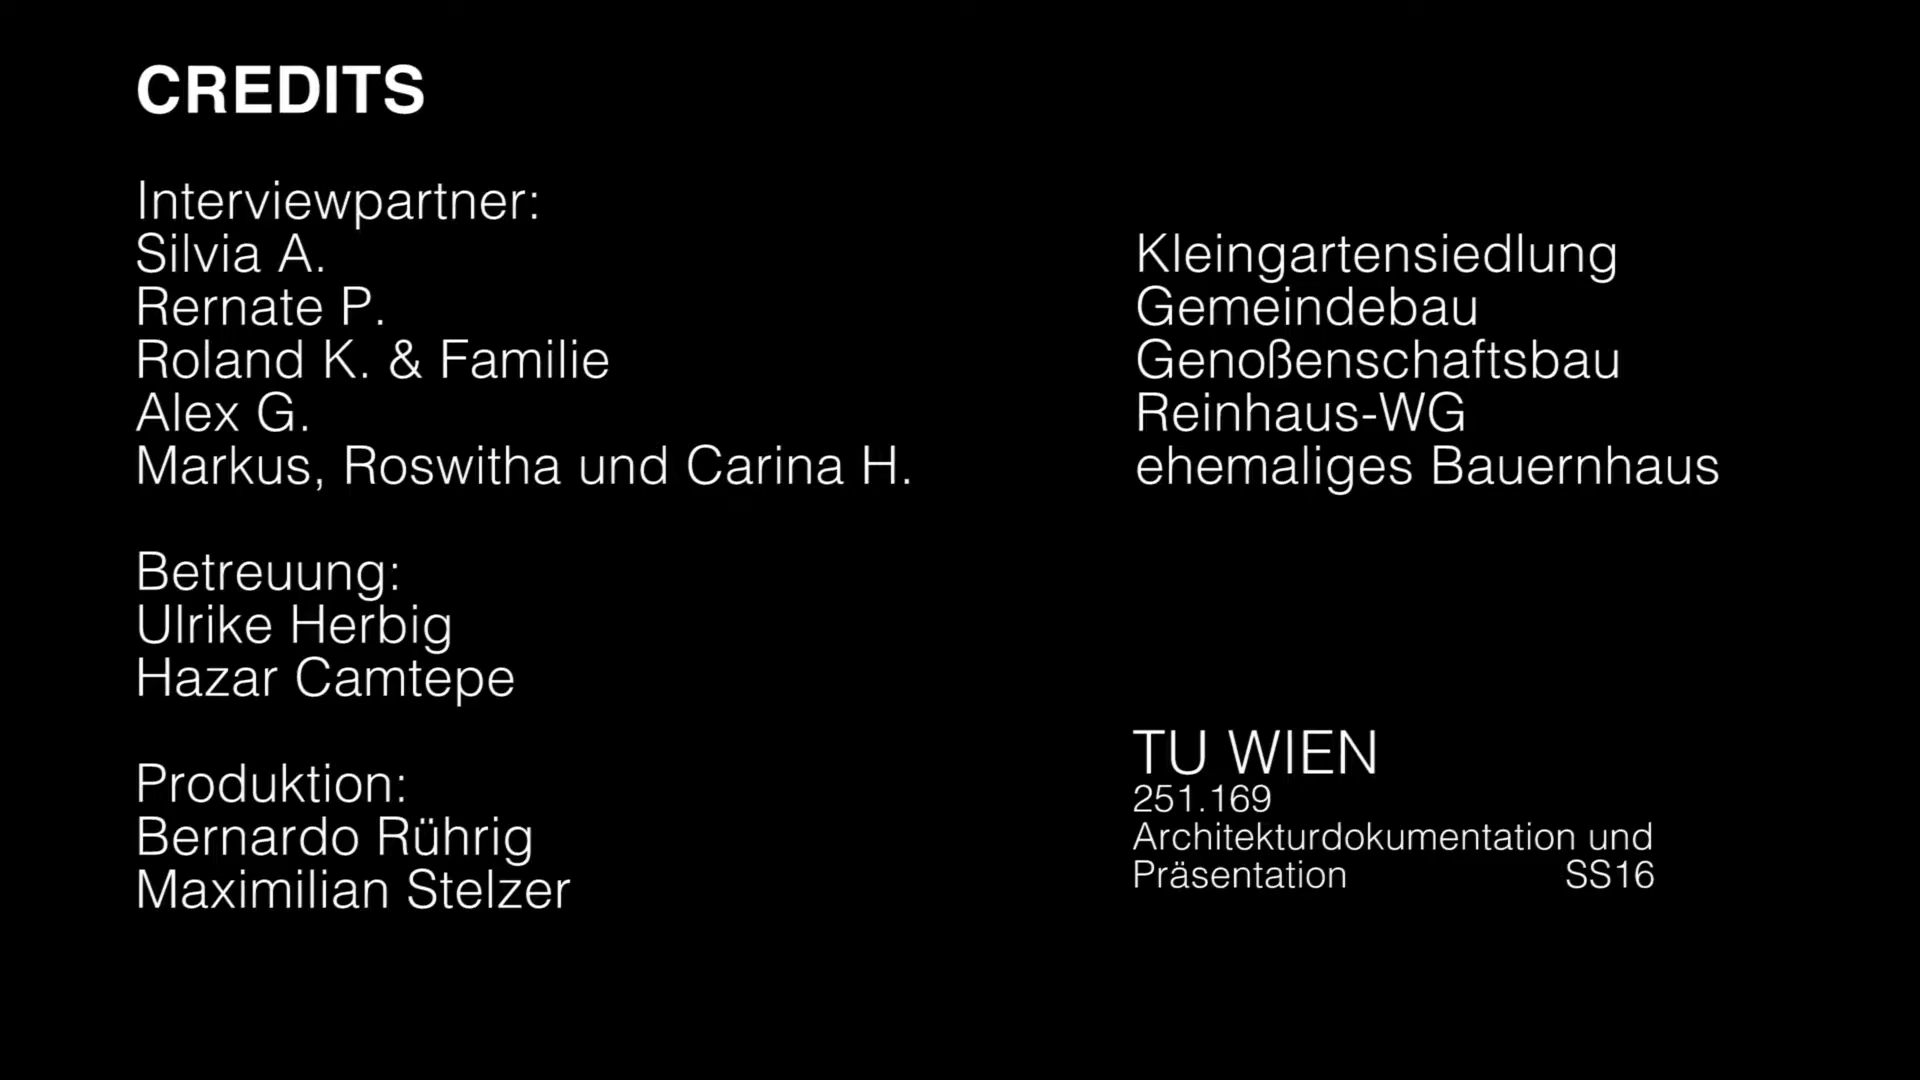 CREDITS
Interviewpartner:
Silvia A.
Kleingartensiedlung
Rernate P.
Gemeindebau
Roland K. & Familie
Genoßenschaftsbau
Alex G.
Reinhaus-WG
Markus, Roswitha und Carina H.
ehemaliges Bauernhaus
Betreuung:
Ulrike Herbig
Hazar Camtepe
Produktion:
Bernardo Rührig
Maximilian Stelzer
TU WIEN
251.169
Architekturdokumentation und
Präsentation SS16